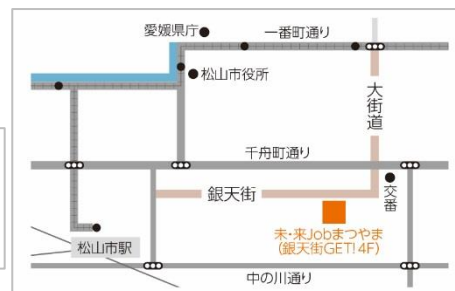 愛媛県庁
一番町通り
松山市役所
大街道
千舟町通り
銀天街
交番
未・来Jobまつやま
(銀天街GET! 4F)
松山市駅
中の川通り